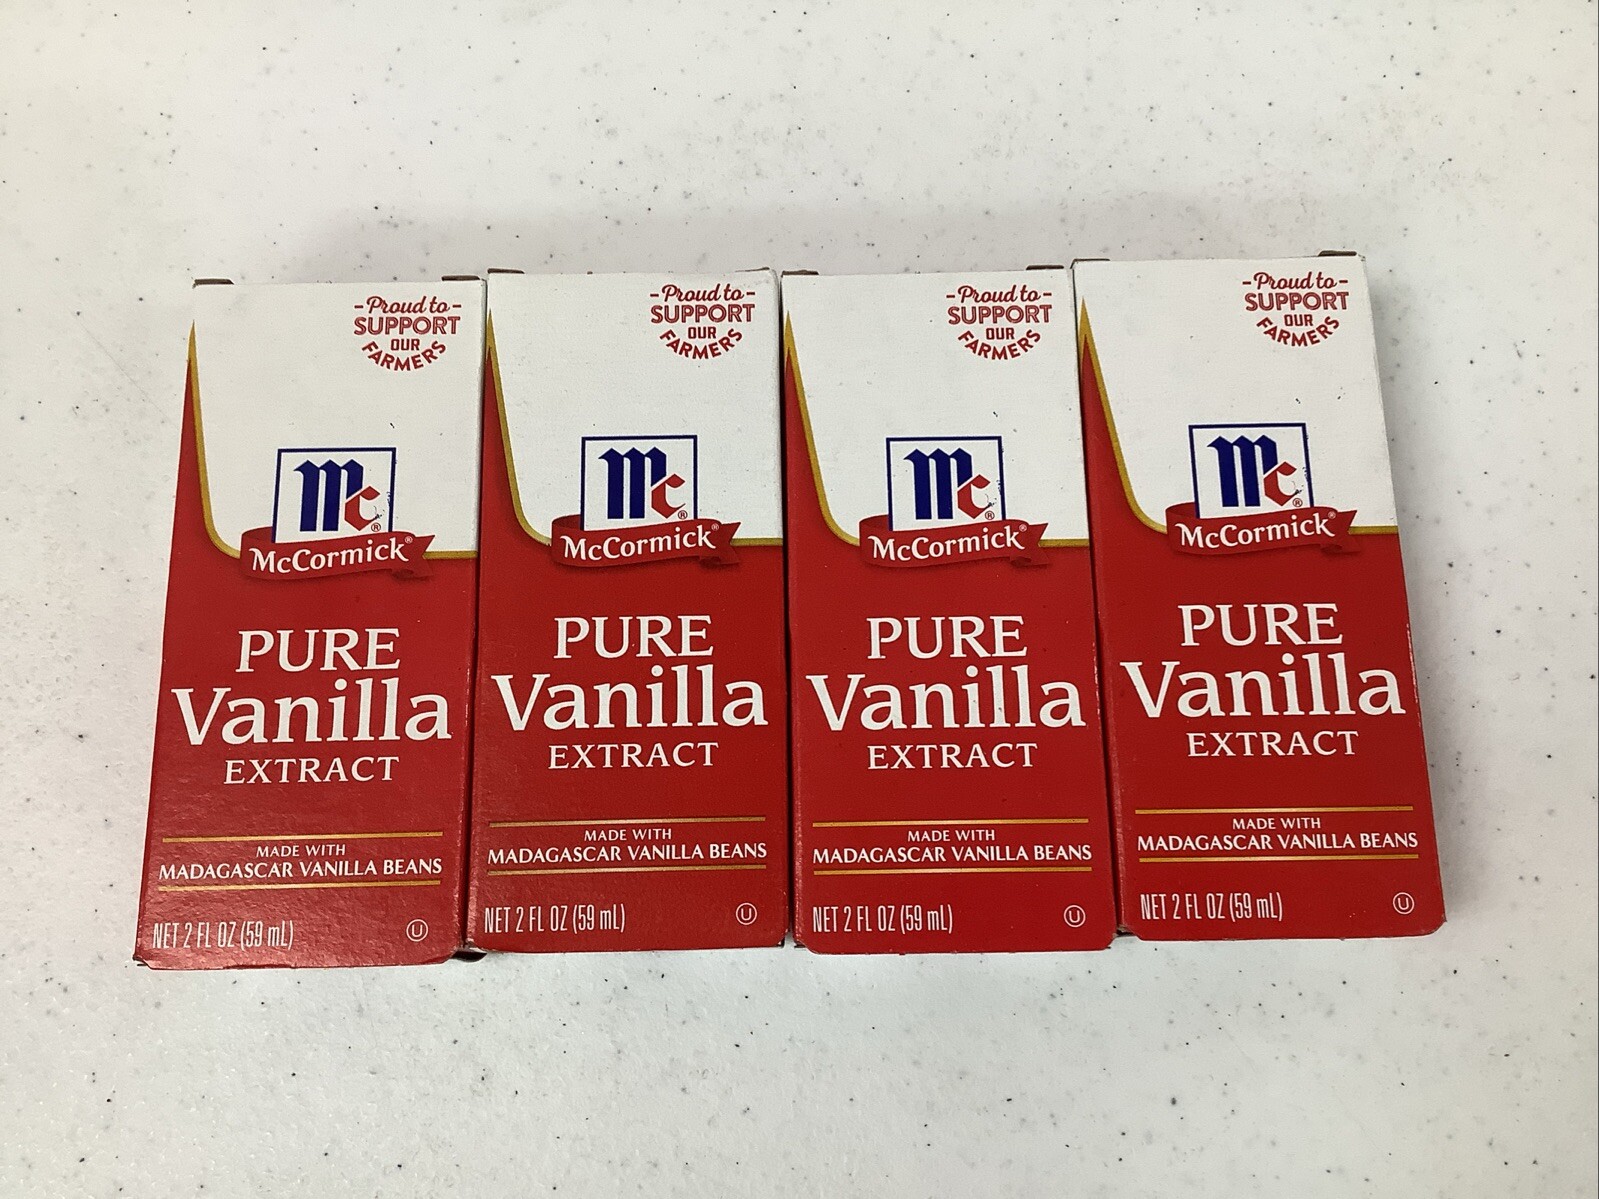 -Proud to-
SUPPORT
OUR
FARMERS
Mc®
McCormick®
PURE
Vanilla
EXTRACT
MADE WITH
MADAGASCAR VANILLA BEANS
NET 2 FL OZ (59 mL)
U
-Proud to-
SUPPORT
OUR
FARMERS
Mc®
McCormick®
PURE
Vanilla
EXTRACT
MADE WITH
MADAGASCAR VANILLA BEANS
NET 2 FL OZ (59 mL)
U
-Proud to-
SUPPORT
OUR
FARMERS
Mc®
McCormick®
PURE
Vanilla
EXTRACT
MADE WITH
MADAGASCAR VANILLA BEANS
NET 2 FL OZ (59 mL)
U
-Proud to-
SUPPORT
OUR
FARMERS
Mc®
McCormick®
PURE
Vanilla
EXTRACT
MADE WITH
MADAGASCAR VANILLA BEANS
NET 2 FL OZ (59 mL)
U